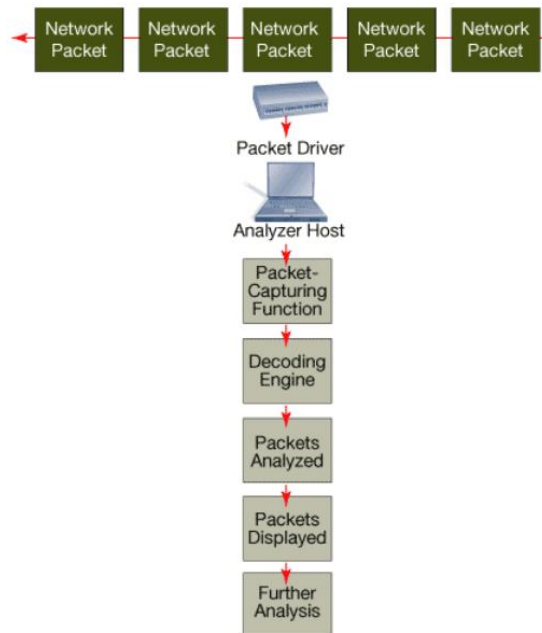 Network
Packet
Network
Packet
Network
Packet
Network
Packet
Network
Packet
Packet Driver
Analyzer Host
Packet-
Capturing
Function
Decoding
Engine
Packets
Analyzed
Packets
Displayed
Further
Analysis